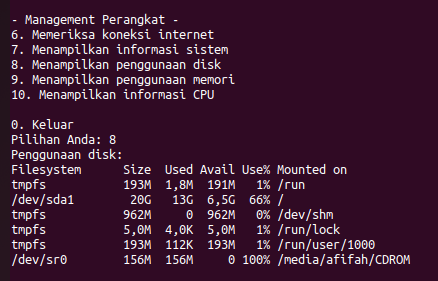 - Management Perangkat -
6. Memeriksa koneksi internet
7. Menampilkan informasi sistem
8. Menampilkan penggunaan disk
9. Menampilkan penggunaan memori
10. Menampilkan informasi CPU
0. Keluar
Pilihan Anda: 8
Penggunaan disk:
Filesystem      Size  Used Avail Use% Mounted on
tmpfs           193M  1,8M  191M   1% /run
/dev/sda1        20G   13G  6,5G  66% /
tmpfs           962M     0  962M   0% /dev/shm
tmpfs           5,0M  4,0K  5,0M   1% /run/lock
tmpfs           193M  112K  193M   1% /run/user/1000
/dev/sr0        156M  156M     0 100% /media/afifah/CDROM